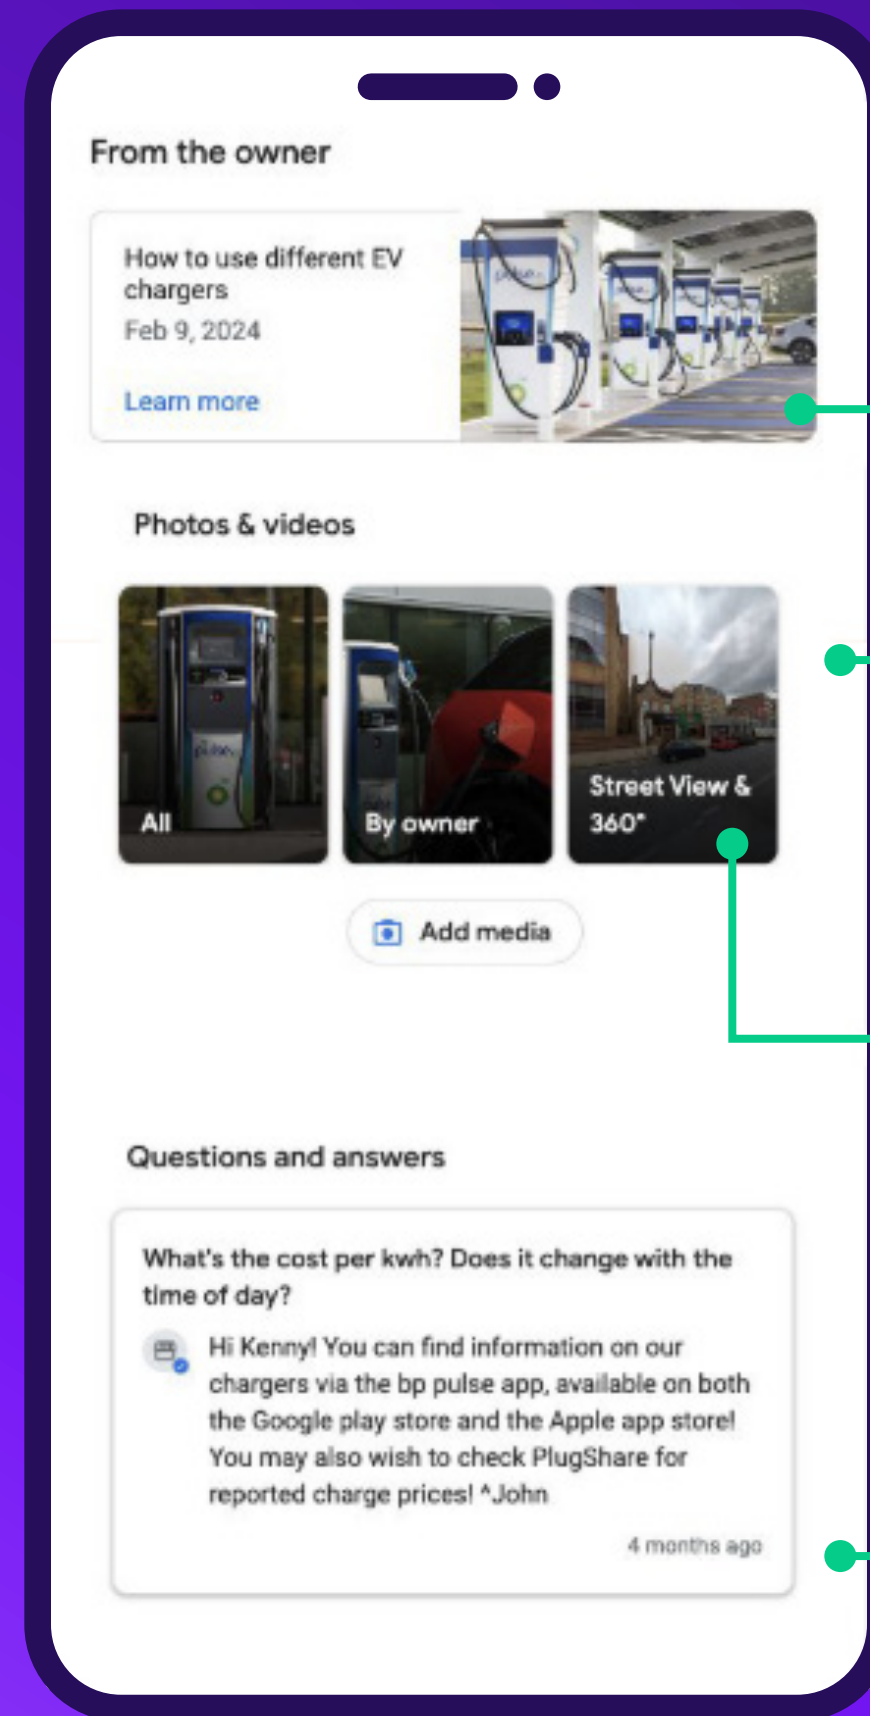 From the owner
How to use different EV
chargers
Feb 9, 2024
Learn more
pulse
bp
Photos & videos
pulse
bp
All
By owner
Street View &
360°
Add media
Questions and answers
What's the cost per kwh? Does it change with the
time of day?
Hi Kenny! You can find information on our
chargers via the bp pulse app, available on both
the Google play store and the Apple app store!
You may also wish to check PlugShare for
reported charge prices! ^John
4 months ago